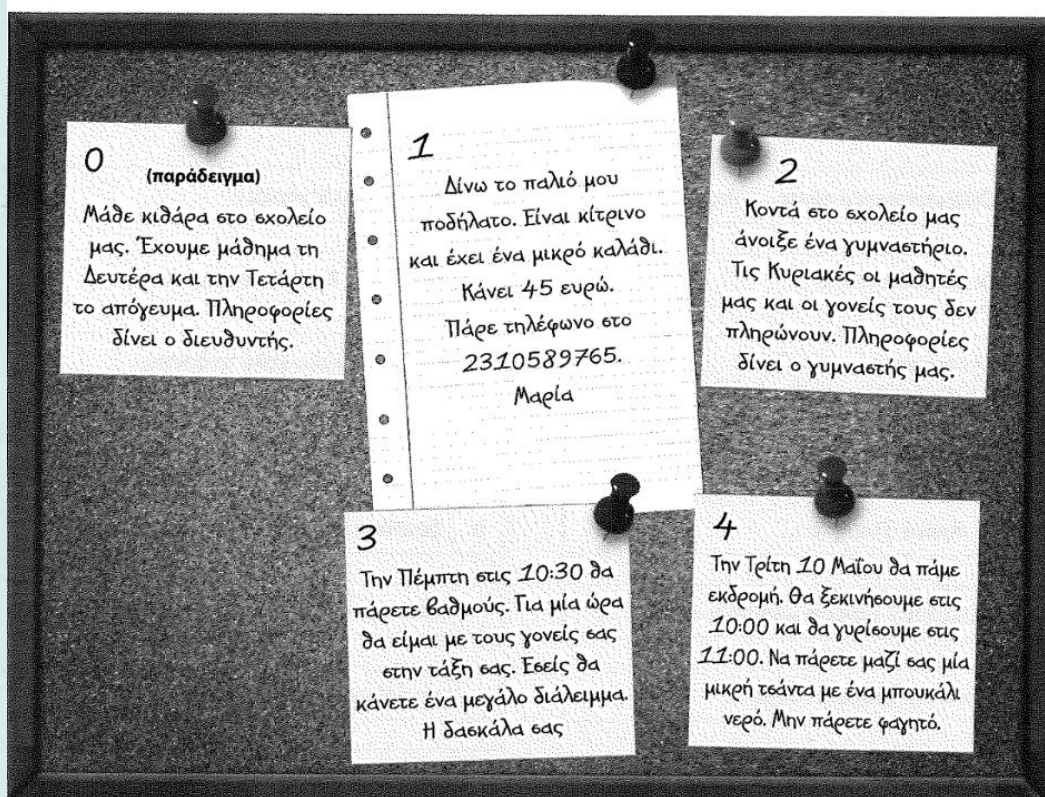 0
(παράδειγμα)
Μάθε κιθάρα στο σχολείο
μας. Έχουμε μάθημα τη
Δευτέρα και την Τετάρτη
το απόγευμα. Πληροφορίες
δίνει ο διευθυντής.
1
Δίνω το παλιό μου
ποδήλατο. Είναι κίτρινο
και έχει ένα μικρό καλάθι.
Κάνει 45 ευρώ.
Πάρε τηλέφωνο στο
2310589765.
Μαρία
2
Κοντά στο σχολείο μας
άνοιξε ένα γυμναστήριο.
Τις Κυριακές οι μαθητές
μας και οι γονείς τους δεν
πληρώνουν. Πληροφορίες
δίνει ο γυμναστής μας.
3
Την Πέμπτη στις 10:30 θα
πάρετε βαθμούς. Για μία ώρα
θα είμαι με τους γονείς σας
στην τάξη σας. Εσείς θα
κάνετε ένα μεγάλο διάλειμμα.
Η δασκάλα σας
4
Την Τρίτη 10 Μαΐου θα πάμε
εκδρομή. Θα ξεκινήσουμε στις
10:00 και θα γυρίσουμε στις
11:00. Να πάρετε μαζί σας μία
μικρή τσάντα με ένα μπουκάλι
νερό. Μην πάρετε φαγητό.